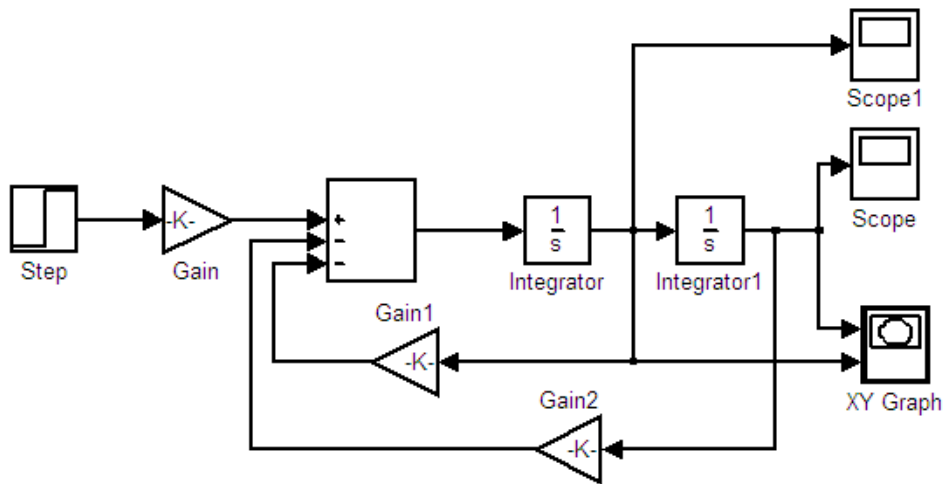 Scope1
Scope
-K-
+
−
−
1
s
1
s
Step
Gain
Integrator
Integrator1
Gain1
-K-
XY Graph
Gain2
-K-